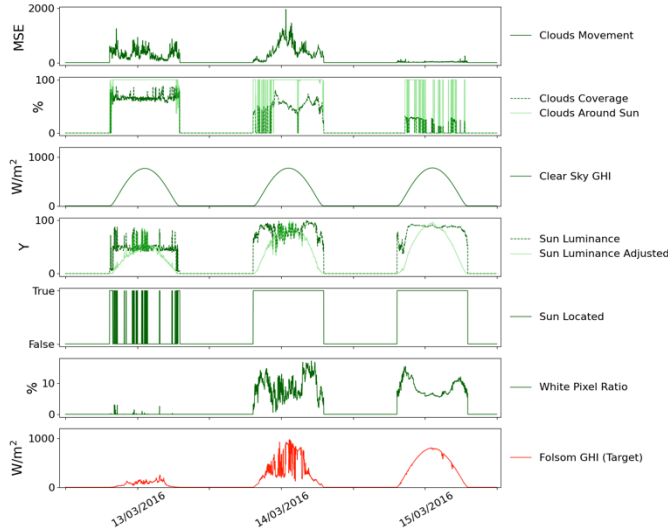 2000
MSE
0
Clouds Movement
100
%
0
Clouds Coverage
Clouds Around Sun
1000
W/m²
0
Clear Sky GHI
100
Y
0
Sun Luminance
Sun Luminance Adjusted
True
False
Sun Located
%
10
0
White Pixel Ratio
1000
W/m²
0
Folsom GHI (Target)
13/03/2016
14/03/2016
15/03/2016